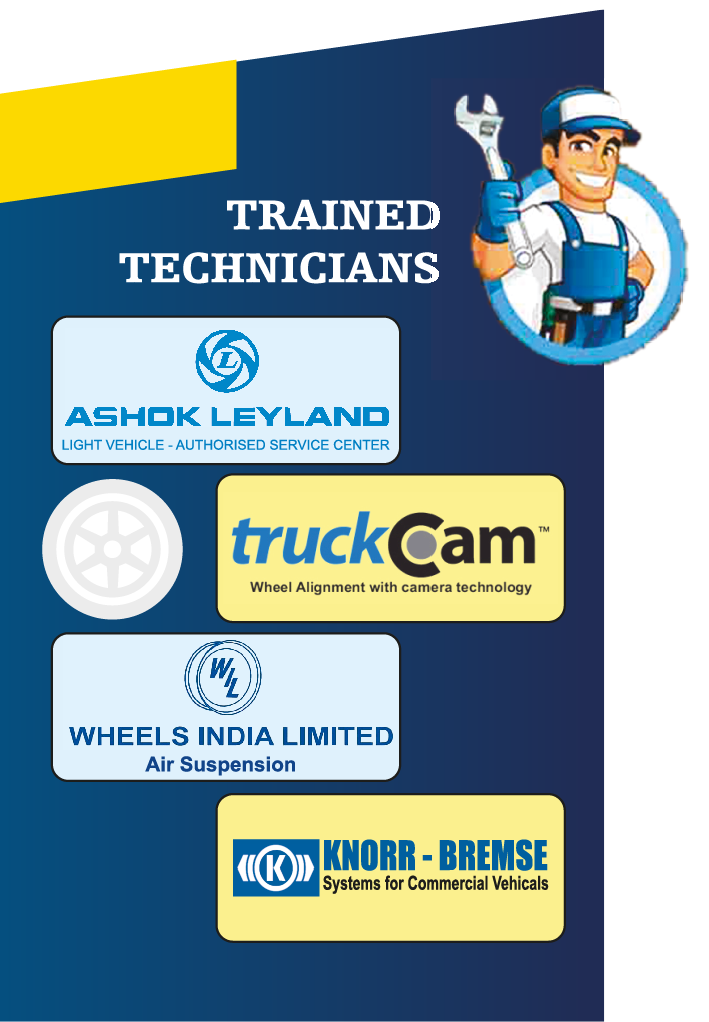 TRAINED
TECHNICIANS
L
ASHOK LEYLAND
LIGHT VEHICLE - AUTHORISED SERVICE CENTER
truckCam™
Wheel Alignment with camera technology
WIL
WHEELS INDIA LIMITED
Air Suspension
K
KNORR - BREMSE
Systems for Commercial Vehicals